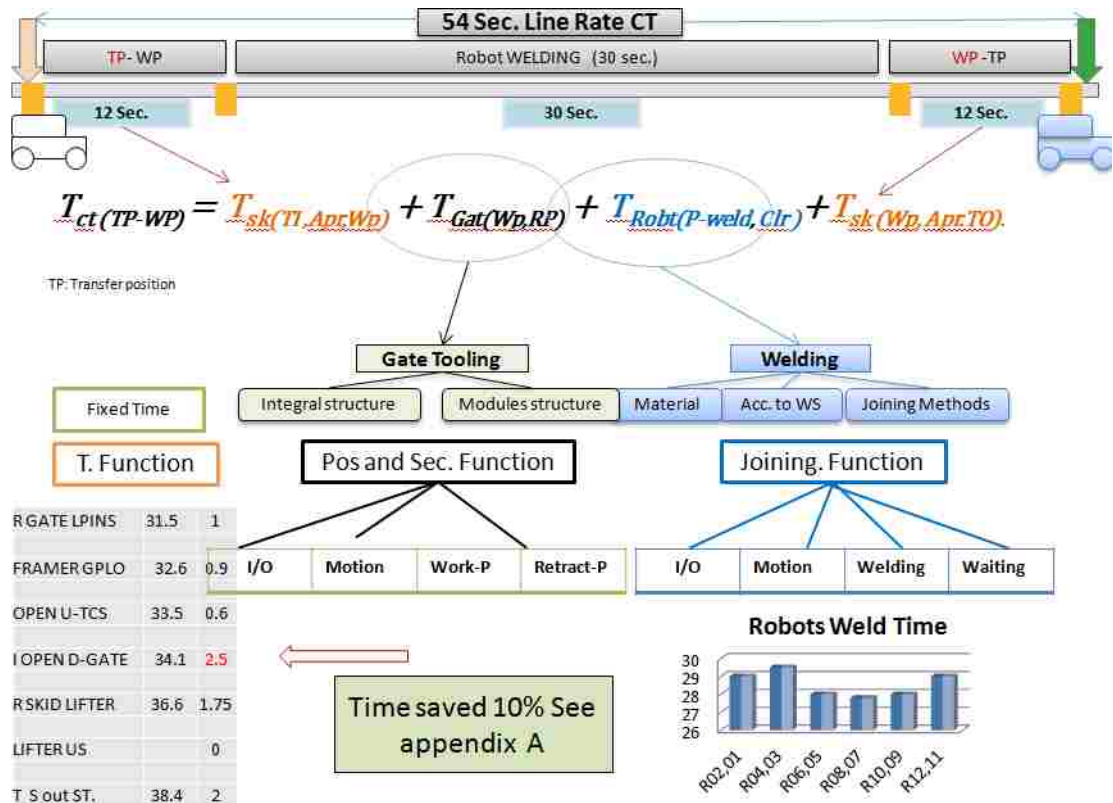 54 Sec. Line Rate CT
TP- WP
Robot WELDING (30 sec.)
WP -TP
12 Sec.
30 Sec.
12 Sec.
T ct (TP-WP) = T sk(TI,Apr,Wp) + T Gat(Wp,RP) + T Robt(P-weld,Clr) + T sk(Wp,Apr.TO).
TP: Transfer position
Gate Tooling
Welding
Integral structure
Modules structure
Material
Acc. to WS
Joining Methods
Fixed Time
T. Function
Pos and Sec. Function
Joining. Function
R GATE LPINS 31.5 1
FRAMER GPLO 32.6 0.9
OPEN U-TCS 33.5 0.6
I OPEN D-GATE 34.1 2.5
R SKID LIFTER 36.6 1.75
LIFTER US 0
T S out ST. 38.4 2
I/O Motion Work-P Retract-P
I/O Motion Welding Waiting
Time saved 10% See
appendix A
Robots Weld Time
30
29
28
27
26
R02,01
R04,03
R06,05
R08,07
R10,09
R12,11